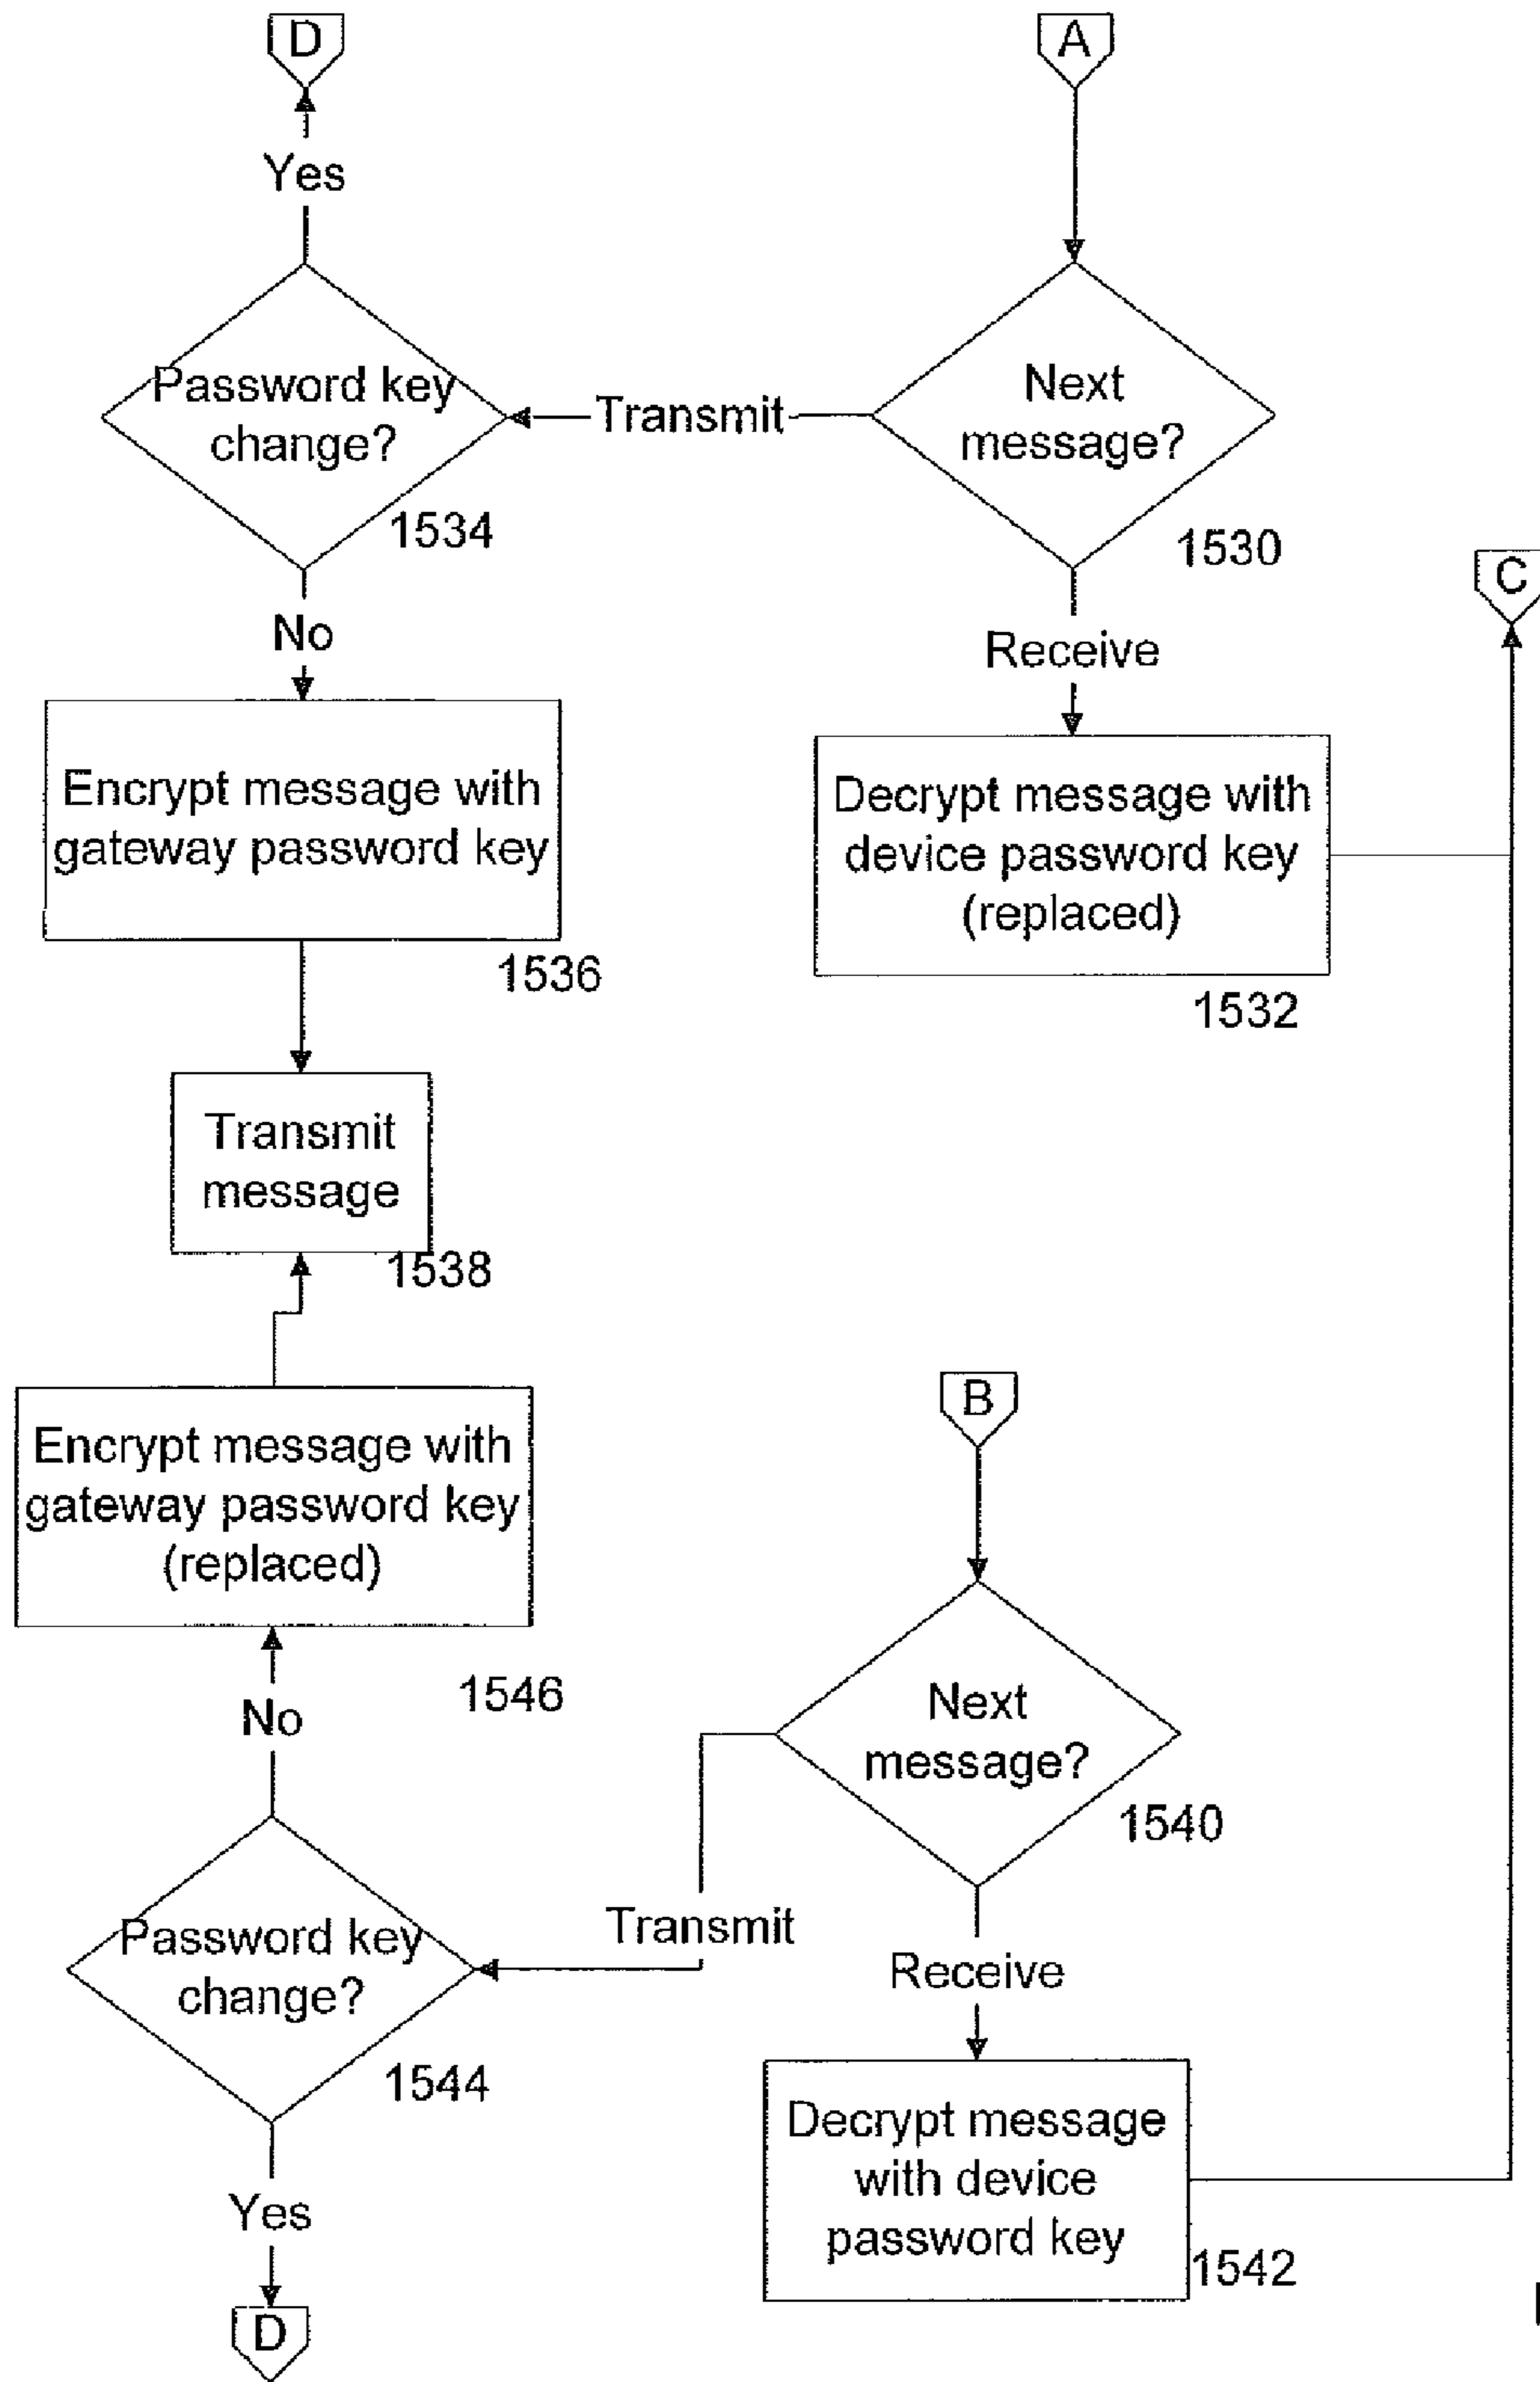 D
A
Yes
Password key
change?
Transmit
Next
message?
1534
1530
C
No
Receive
Encrypt message with
gateway password key
Decrypt message with
device password key
(replaced)
1536
1532
Transmit
message
1538
B
Encrypt message with
gateway password key
(replaced)
1546
No
Next
message?
1540
Transmit
Password key
change?
Receive
1544
Decrypt message
with device
password key
Yes
1542
D